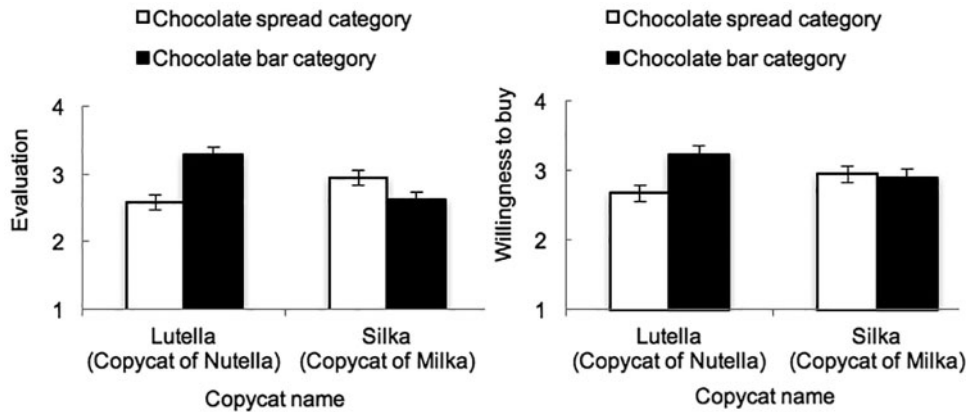 Chocolate spread category
Chocolate bar category
Evaluation
4
3
2
1
Lutella
(Copycat of Nutella)
Silka
(Copycat of Milka)
Copycat name
Chocolate spread category
Chocolate bar category
Willingness to buy
4
3
2
1
Lutella
(Copycat of Nutella)
Silka
(Copycat of Milka)
Copycat name